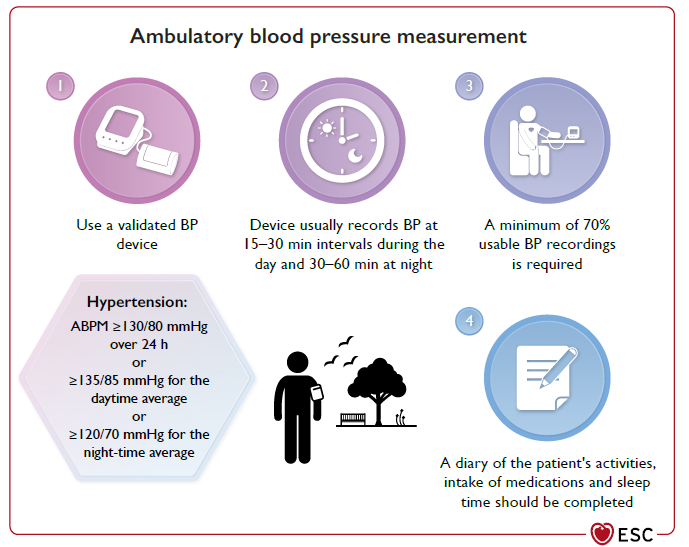 Ambulatory blood pressure measurement
1
Use a validated BP
device
2
Device usually records BP at
15–30 min intervals during the
day and 30–60 min at night
3
A minimum of 70%
usable BP recordings
is required
Hypertension:
ABPM ≥130/80 mmHg
over 24 h
or
≥135/85 mmHg for the
daytime average
or
≥120/70 mmHg for the
night-time average
4
A diary of the patient's activities,
intake of medications and sleep
time should be completed
ESC